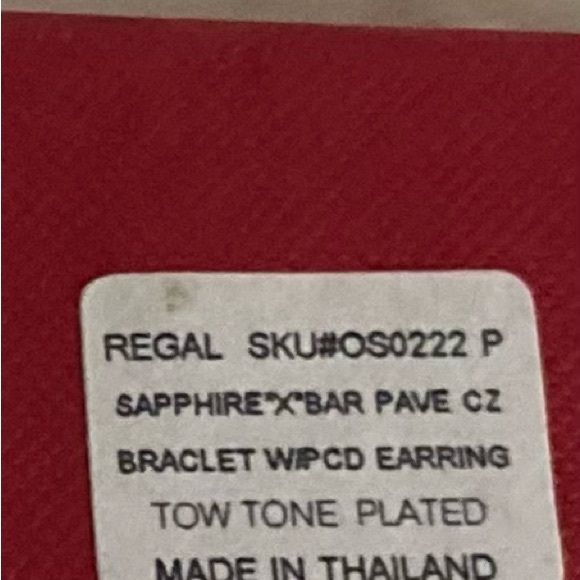 REGAL SKU#OS0222 P
SAPPHIRE"X"BAR PAVE CZ
BRACLET W/PCD EARRING
TOW TONE PLATED
MADE IN THAILAND